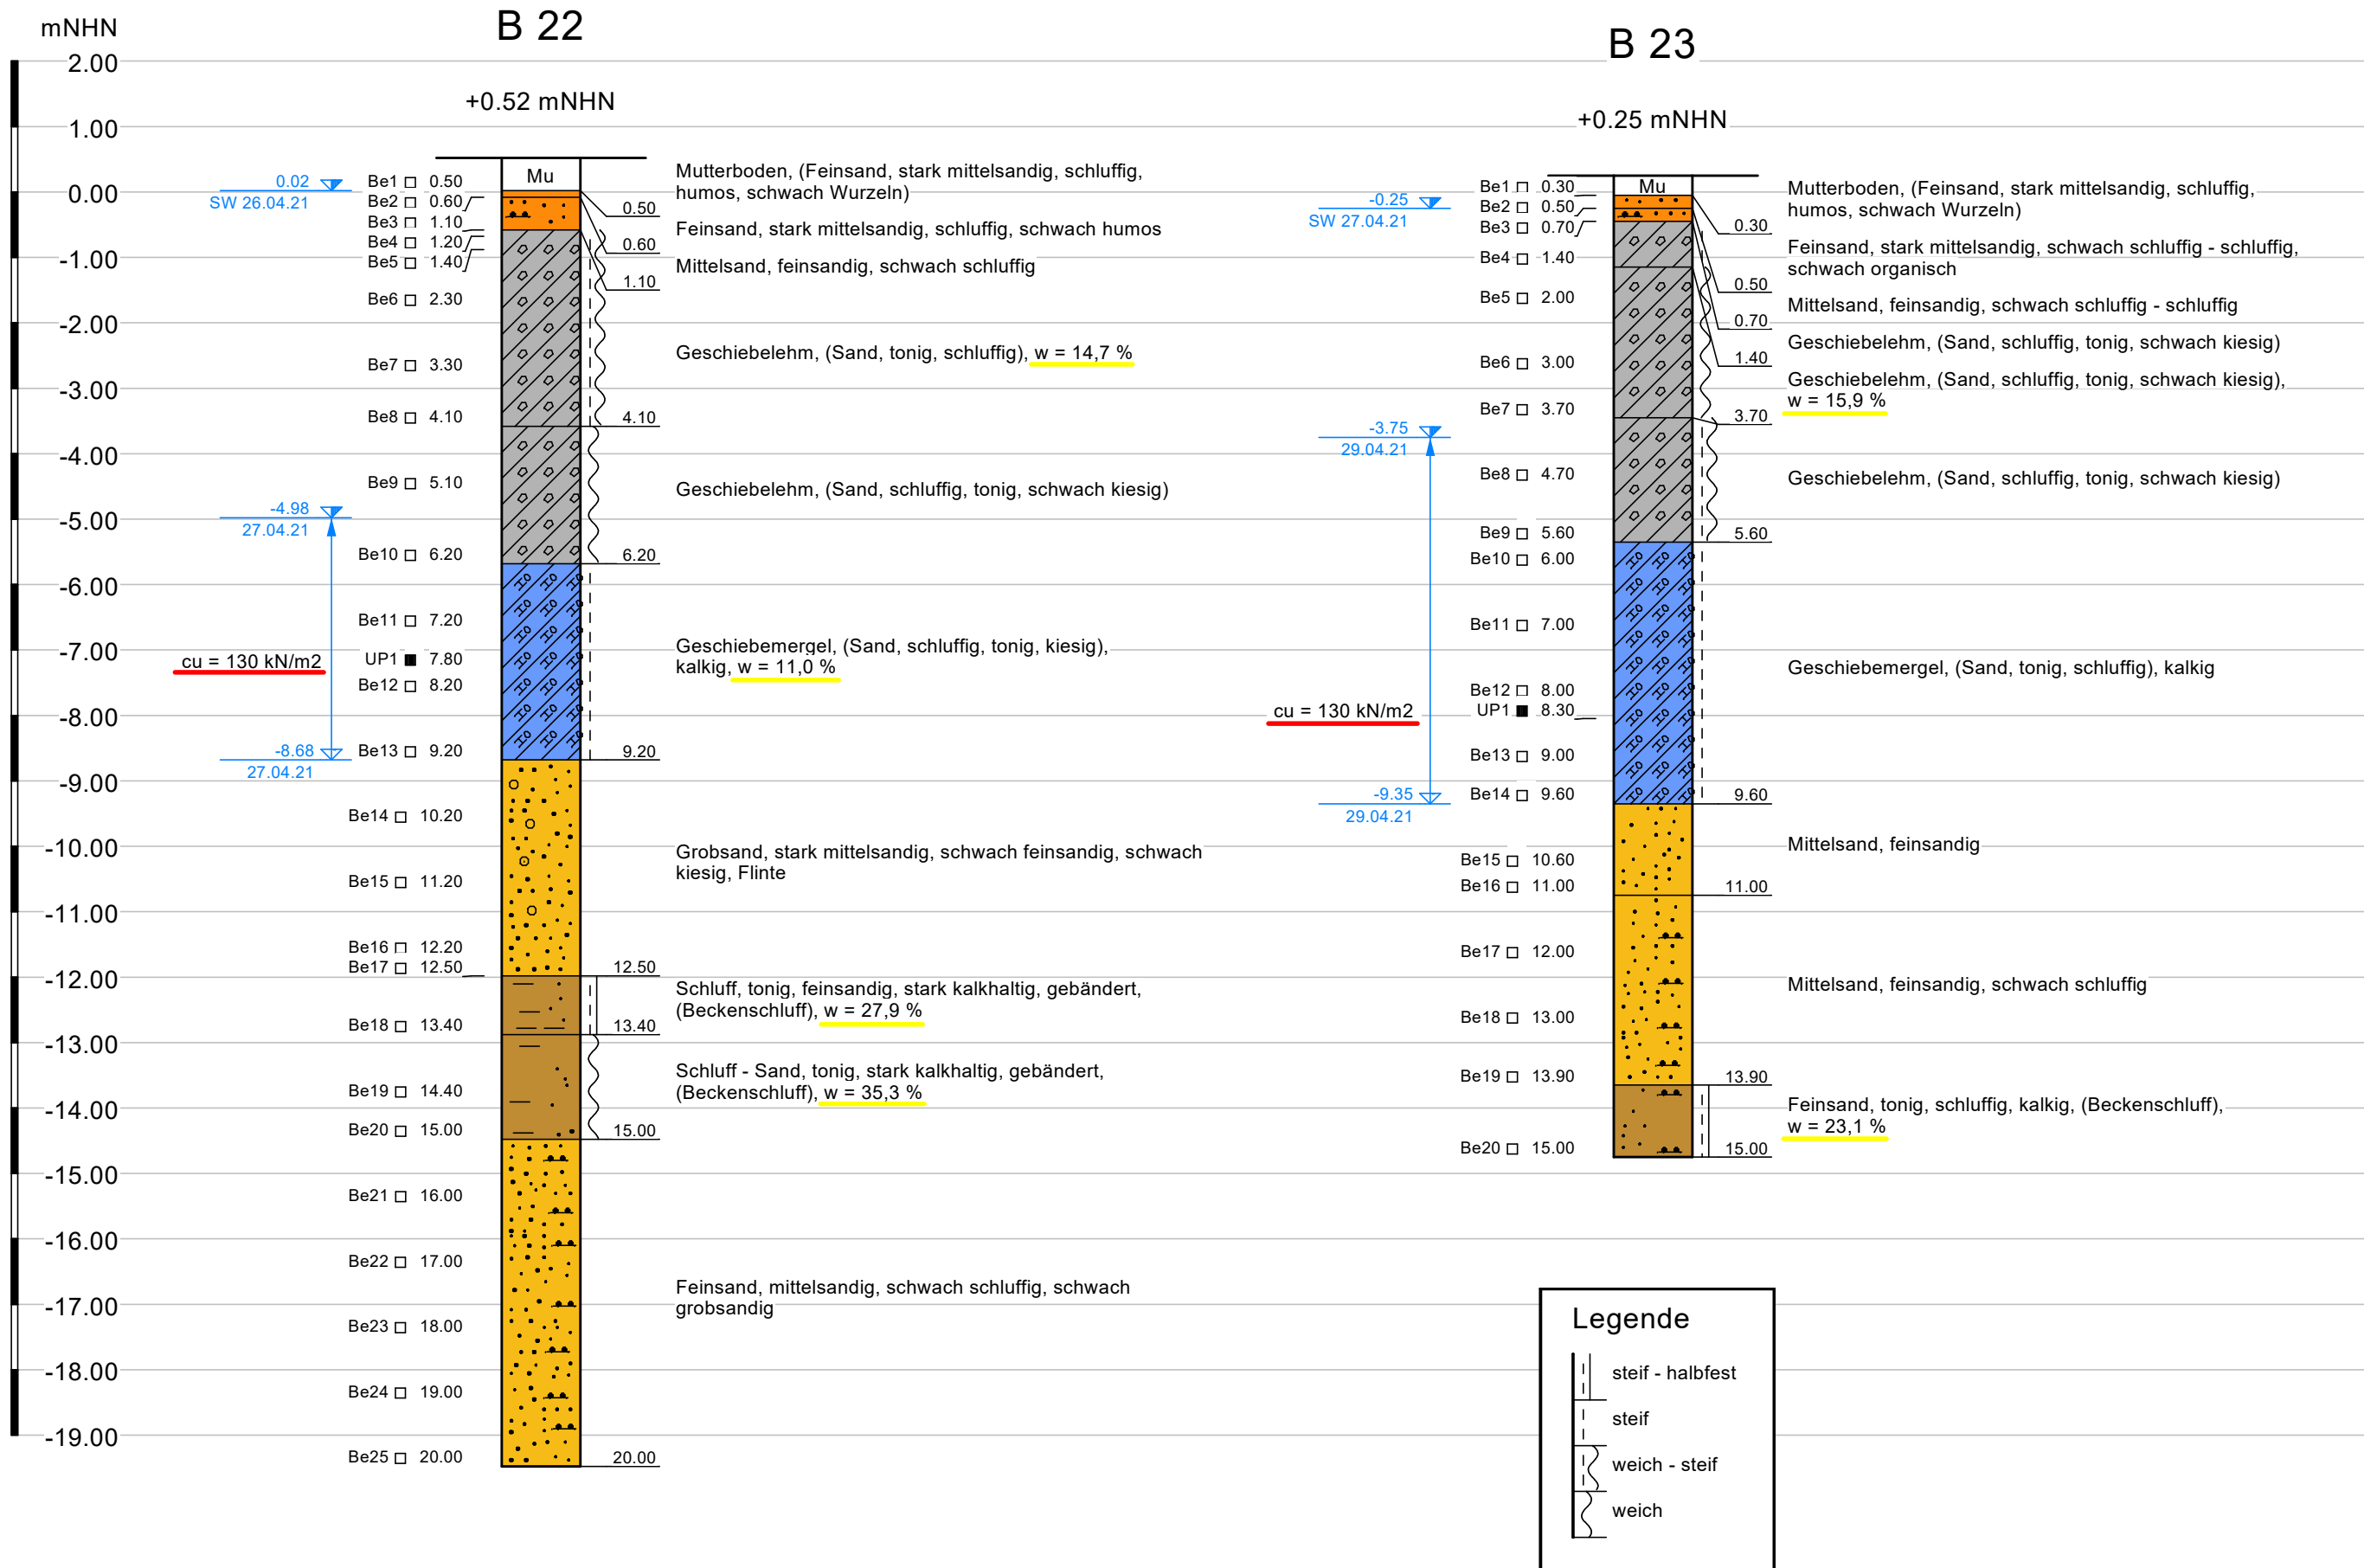 mNHN
2.00
1.00
0.00
-1.00
-2.00
-3.00
-4.00
-5.00
-6.00
-7.00
-8.00
-9.00
-10.00
-11.00
-12.00
-13.00
-14.00
-15.00
-16.00
-17.00
-18.00
-19.00
B 22
+0.52 mNHN
0.02
SW 26.04.21
-4.98
27.04.21
cu = 130 kN/m2
-8.68
27.04.21
Be1 0.50
Be2 0.60
Be3 1.10
Be4 1.20
Be5 1.40
Be6 2.30
Be7 3.30
Be8 4.10
Be9 5.10
Be10 6.20
Be11 7.20
UP1 7.80
Be12 8.20
Be13 9.20
Be14 10.20
Be15 11.20
Be16 12.20
Be17 12.50
Be18 13.40
Be19 14.40
Be20 15.00
Be21 16.00
Be22 17.00
Be23 18.00
Be24 19.00
Be25 20.00
Mu
0.50
0.60
1.10
4.10
6.20
9.20
12.50
13.40
15.00
20.00
Mutterboden, (Feinsand, stark mittelsandig, schluffig,
humos, schwach Wurzeln)
Feinsand, stark mittelsandig, schluffig, schwach humos
Mittelsand, feinsandig, schwach schluffig
Geschiebelehm, (Sand, tonig, schluffig), w = 14,7 %
Geschiebelehm, (Sand, schluffig, tonig, schwach kiesig)
Geschiebemergel, (Sand, schluffig, tonig, kiesig),
kalkig, w = 11,0 %
Grobsand, stark mittelsandig, schwach feinsandig, schwach
kiesig, Flinte
Schluff, tonig, feinsandig, stark kalkhaltig, gebändert,
(Beckenschluff), w = 27,9 %
Schluff - Sand, tonig, stark kalkhaltig, gebändert,
(Beckenschluff), w = 35,3 %
Feinsand, mittelsandig, schwach schluffig, schwach
grobsandig
B 23
+0.25 mNHN
-0.25
SW 27.04.21
-3.75
29.04.21
cu = 130 kN/m2
-9.35
29.04.21
Be1 0.30
Be2 0.50
Be3 0.70
Be4 1.40
Be5 2.00
Be6 3.00
Be7 3.70
Be8 4.70
Be9 5.60
Be10 6.00
Be11 7.00
Be12 8.00
UP1 8.30
Be13 9.00
Be14 9.60
Be15 10.60
Be16 11.00
Be17 12.00
Be18 13.00
Be19 13.90
Be20 15.00
Mu
0.30
0.50
0.70
1.40
3.70
5.60
9.60
11.00
13.90
15.00
Mutterboden, (Feinsand, stark mittelsandig, schluffig,
humos, schwach Wurzeln)
Feinsand, stark mittelsandig, schwach schluffig - schluffig,
schwach organisch
Mittelsand, feinsandig, schwach schluffig - schluffig
Geschiebelehm, (Sand, schluffig, tonig, schwach kiesig)
Geschiebelehm, (Sand, schluffig, tonig, schwach kiesig),
w = 15,9 %
Geschiebelehm, (Sand, schluffig, tonig, schwach kiesig)
Geschiebemergel, (Sand, tonig, schluffig), kalkig
Mittelsand, feinsandig
Mittelsand, feinsandig, schwach schluffig
Feinsand, tonig, schluffig, kalkig, (Beckenschluff),
w = 23,1 %
Legende
steif - halbfest
steif
weich - steif
weich